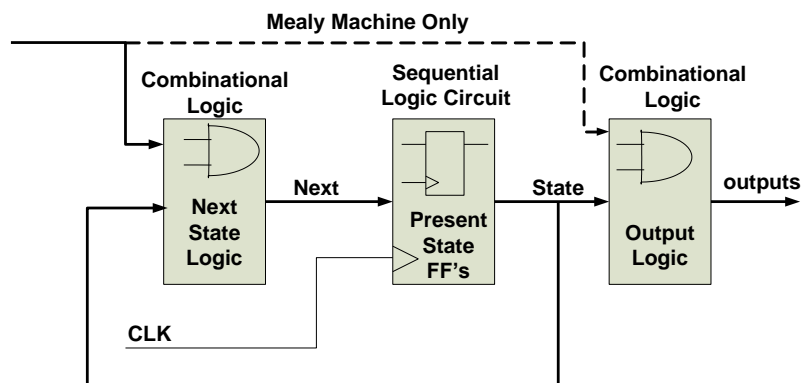 Mealy Machine Only
Combinational
Logic
Sequential
Logic Circuit
Combinational
Logic
Next
State
Logic
Next
Present
State
FF's
State
Output
Logic
outputs
CLK